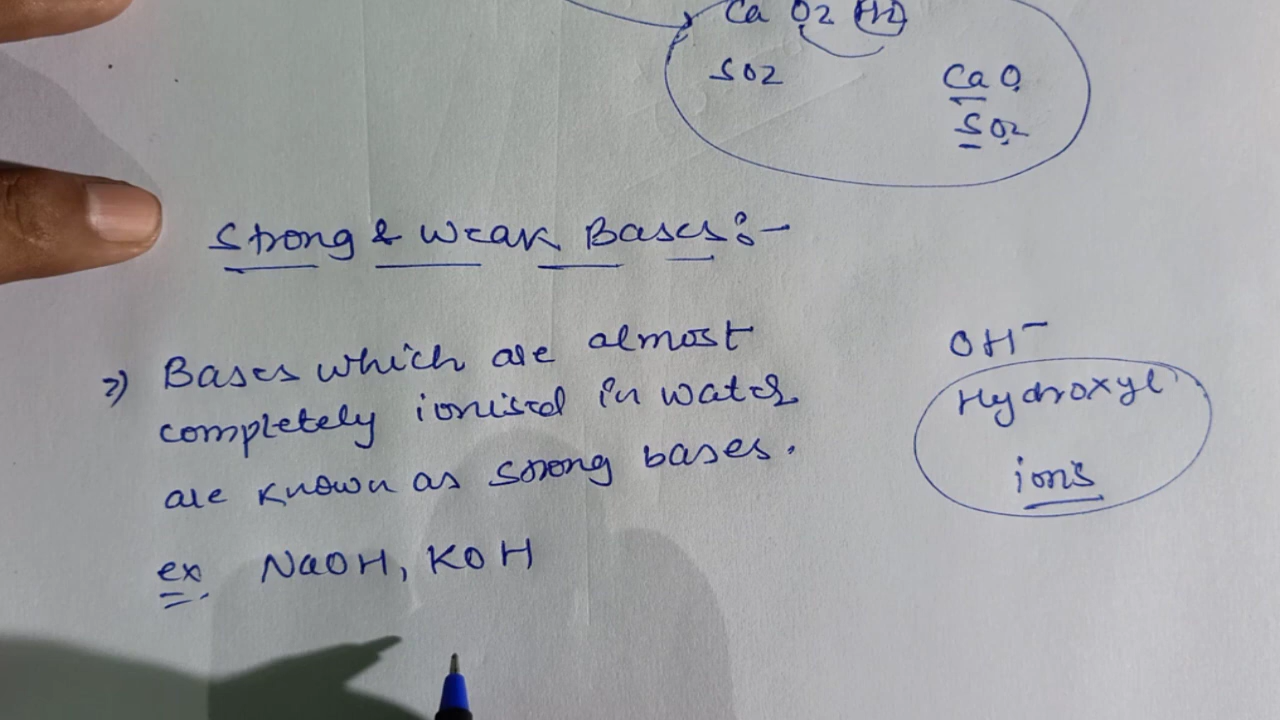 Ca O2 H2
SO2
CaO
SO2
Strong & Weak Bases:-
⇒) Bases which are almost
completely ionised in water
are known as strong bases.
ex. NaOH, KOH
OH⁻
Hydroxyl
ions